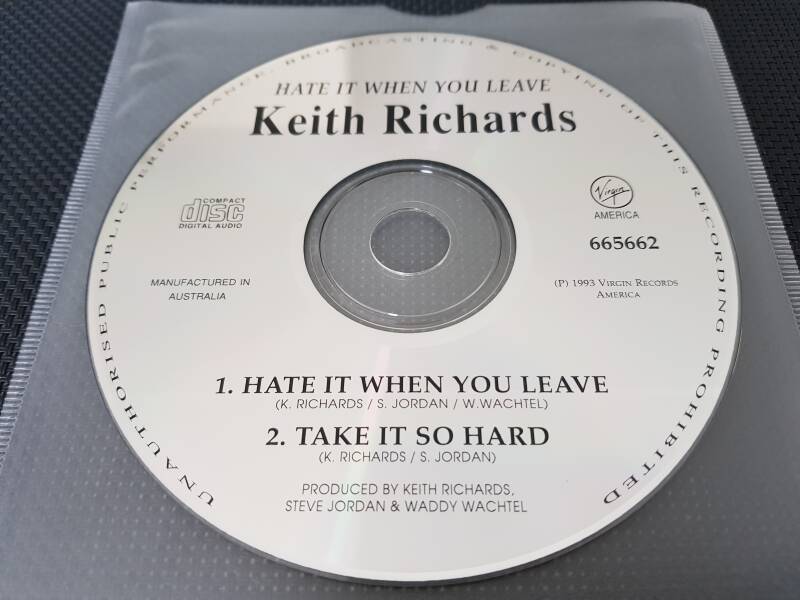 UNAUTHORISED PUBLIC PERFORMANCE, BROADCASTING & COPYING OF THIS RECORDING PROHIBITED
HATE IT WHEN YOU LEAVE
Keith Richards
COMPACT
disc
DIGITAL AUDIO
Virgin
AMERICA
665662
MANUFACTURED IN
AUSTRALIA
(P) 1993 VIRGIN RECORDS
AMERICA
1. HATE IT WHEN YOU LEAVE
(K. RICHARDS / S. JORDAN / W.WACHTEL)
2. TAKE IT SO HARD
(K. RICHARDS / S. JORDAN)
PRODUCED BY KEITH RICHARDS,
STEVE JORDAN & WADDY WACHTEL